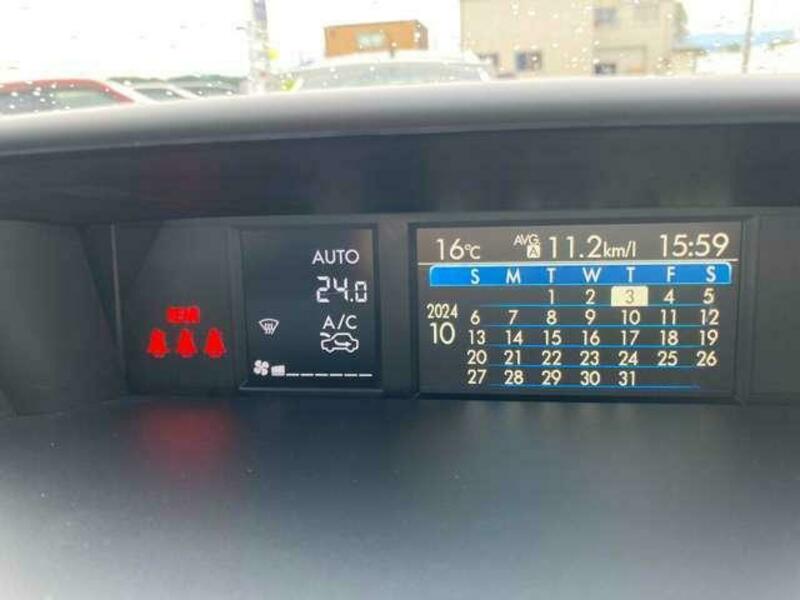 REAR
AUTO
24.0
A/C
16℃ AVG. A 11.2km/l 15:59
S M T W T F S
2024
10
1 2 3 4 5
6 7 8 9 10 11 12
13 14 15 16 17 18 19
20 21 22 23 24 25 26
27 28 29 30 31